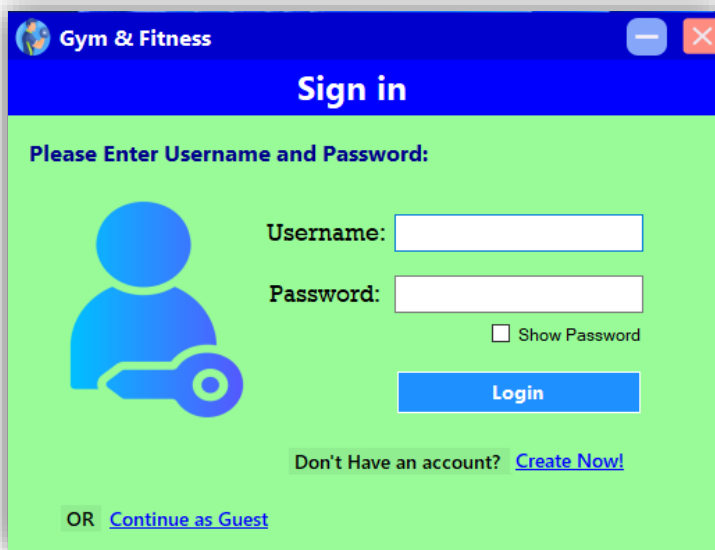 Gym & Fitness
Sign in
Please Enter Username and Password:
Username:
Password:
Show Password
Login
Don't Have an account? Create Now!
OR Continue as Guest